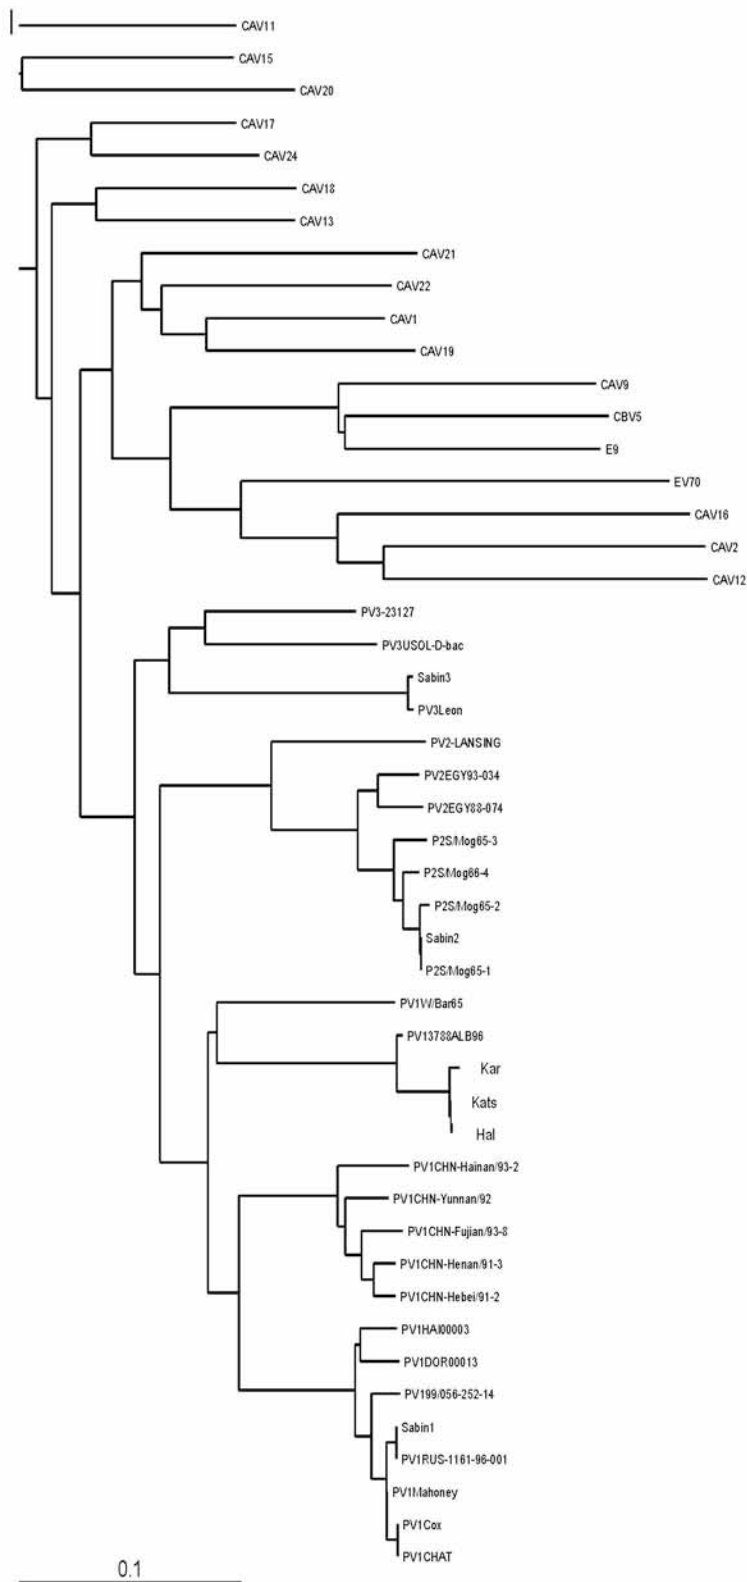 CAV11
CAV15
CAV20
CAV17
CAV24
CAV18
CAV13
CAV21
CAV22
CAV1
CAV19
CAV9
CBV5
E9
EV70
CAV16
CAV2
CAV12
PV3-23127
PV3USOL-D-bac
Sabin3
PV3Leon
PV2-LANSING
PV2EGY93-034
PV2EGY88-074
P2S/Mog65-3
P2S/Mog66-4
P2S/Mog65-2
Sabin2
P2S/Mog65-1
PV1W/Bar65
PV13788ALB96
Kar
Kats
Hal
PV1CHN-Hainan/93-2
PV1CHN-Yunnan/92
PV1CHN-Fujian/93-8
PV1CHN-Henan/91-3
PV1CHN-Hebei/91-2
PV1HAI00003
PV1DOR00013
PV199/056-252-14
Sabin1
PV1RUS-1161-96-001
PV1Mahoney
PV1Cox
PV1CHAT
0.1